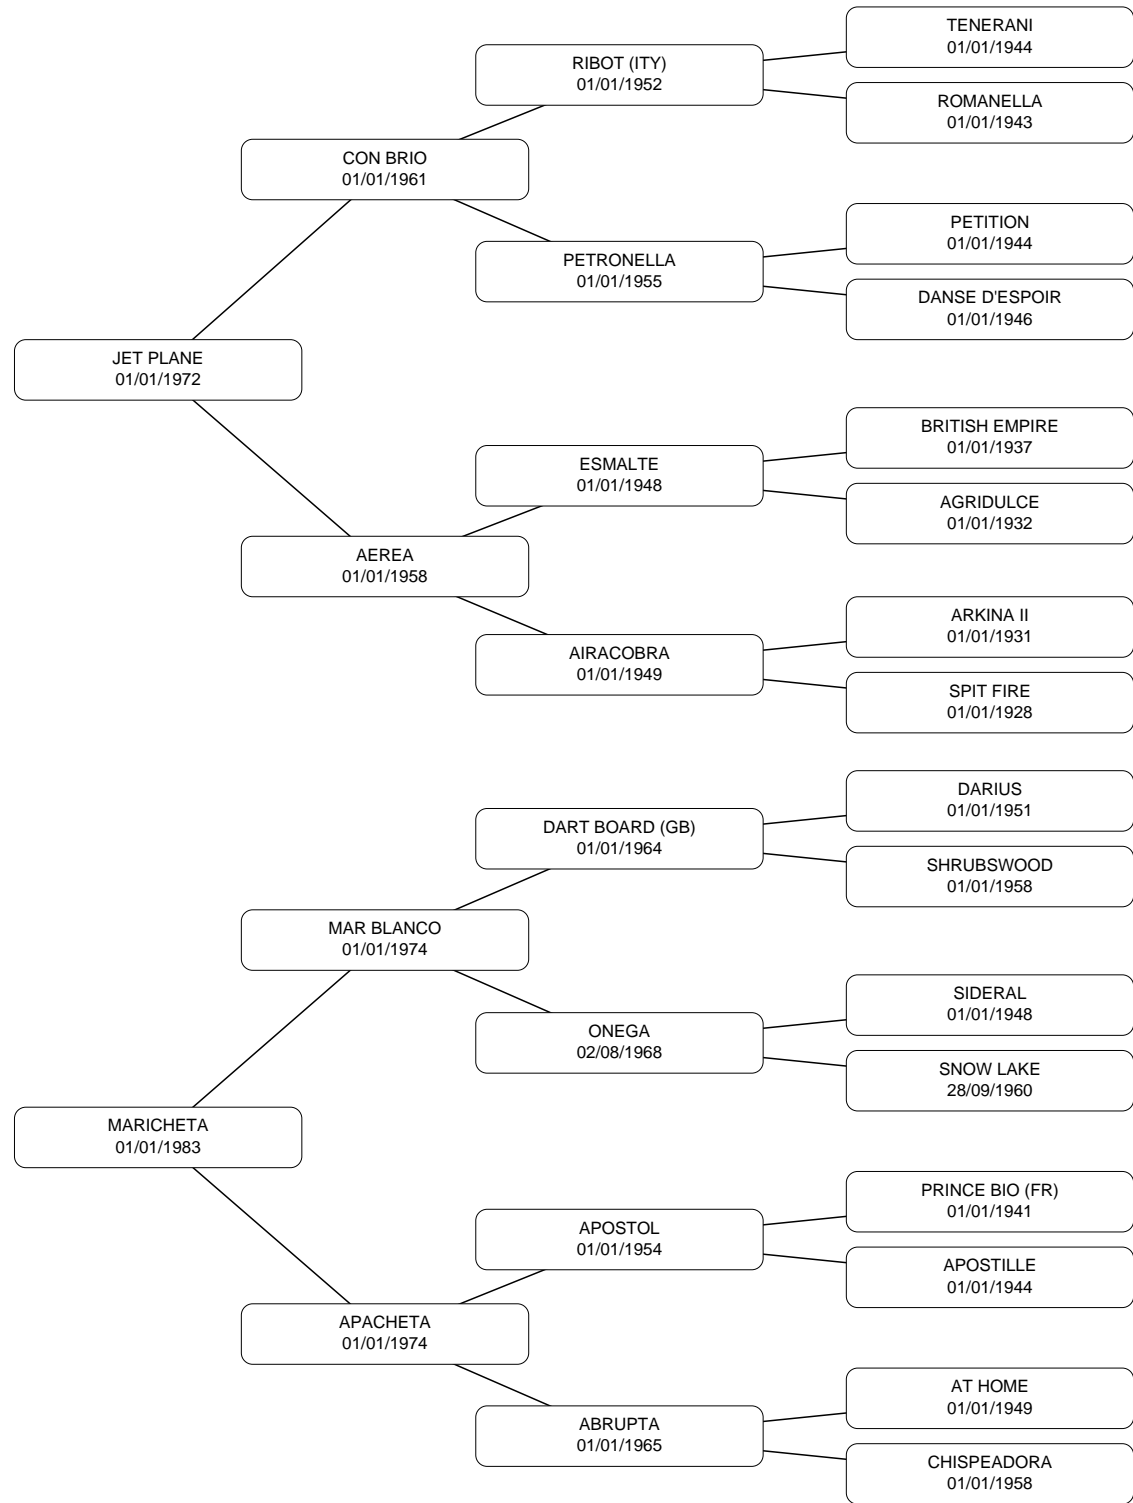 TENERANI
01/01/1944
RIBOT (ITY)
01/01/1952
ROMANELLA
01/01/1943
CON BRIO
01/01/1961
PETITION
01/01/1944
PETRONELLA
01/01/1955
DANSE D'ESPOIR
01/01/1946
JET PLANE
01/01/1972
BRITISH EMPIRE
01/01/1937
ESMALTE
01/01/1948
AGRIDULCE
01/01/1932
AEREA
01/01/1958
ARKINA II
01/01/1931
AIRACOBRA
01/01/1949
SPIT FIRE
01/01/1928
DARIUS
01/01/1951
DART BOARD (GB)
01/01/1964
SHRUBSWOOD
01/01/1958
MAR BLANCO
01/01/1974
SIDERAL
01/01/1948
ONEGA
02/08/1968
SNOW LAKE
28/09/1960
MARICHETA
01/01/1983
PRINCE BIO (FR)
01/01/1941
APOSTOL
01/01/1954
APOSTILLE
01/01/1944
APACHETA
01/01/1974
AT HOME
01/01/1949
ABRUPTA
01/01/1965
CHISPEADORA
01/01/1958